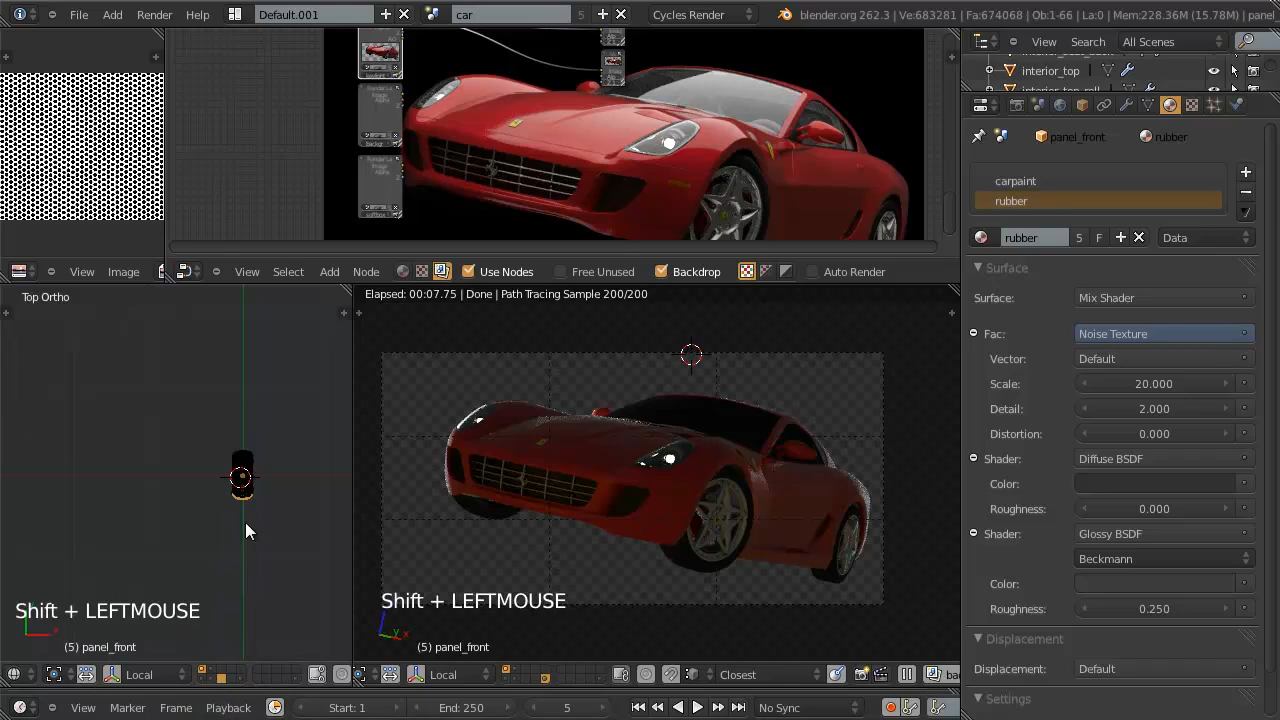 File Add Render Help Default.001 car 5 Cycles Render blender.org 262.3 | Ve:683281 | Fa:674068 | Ob:1-66 | La:0 | Mem:228.36M (15.78M) | panel
View Search All Scenes
interior_top
panel_front rubber
carpaint
rubber
rubber 5 F Data
Surface
Surface: Mix Shader
Fac: Noise Texture
Vector: Default
Scale: 20.000
Detail: 2.000
Distortion: 0.000
Shader: Diffuse BSDF
Color:
Roughness: 0.000
Shader: Glossy BSDF
Beckmann
Color:
Roughness: 0.250
Displacement
Displacement: Default
Settings
View Image
View Select Add Node Use Nodes Free Unused Backdrop Auto Render
Top Ortho
Elapsed: 00:07.75 | Done | Path Tracing Sample 200/200
Shift + LEFTMOUSE
Shift + LEFTMOUSE
(5) panel_front
(5) panel_front
Local
Local Closest
View Marker Frame Playback Start: 1 End: 250 5 No Sync